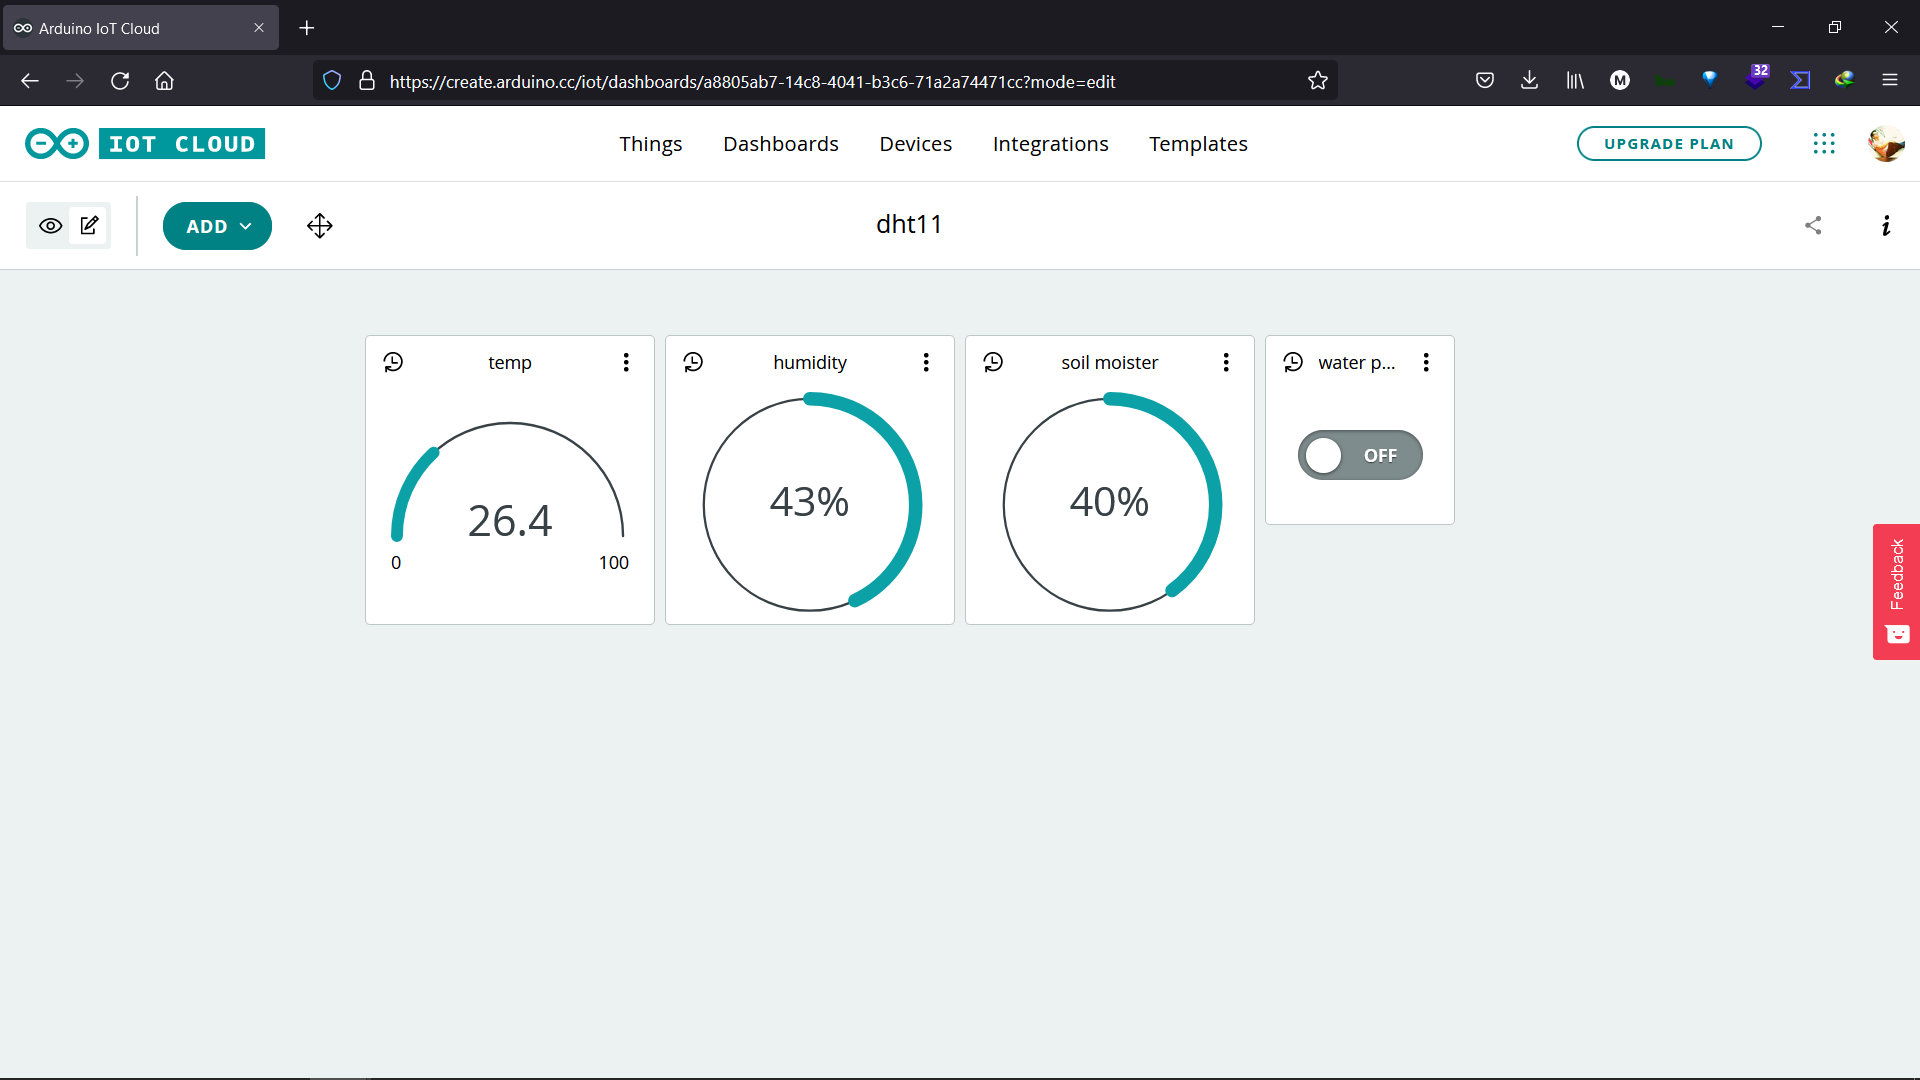 Arduino IoT Cloud
https://create.arduino.cc/iot/dashboards/a8805ab7-14c8-4041-b3c6-71a2a74471cc?mode=edit
M
32
IOT CLOUD
Things
Dashboards
Devices
Integrations
Templates
UPGRADE PLAN
ADD
dht11
i
temp
26.4
0
100
humidity
43%
soil moister
40%
water p...
OFF
Feedback